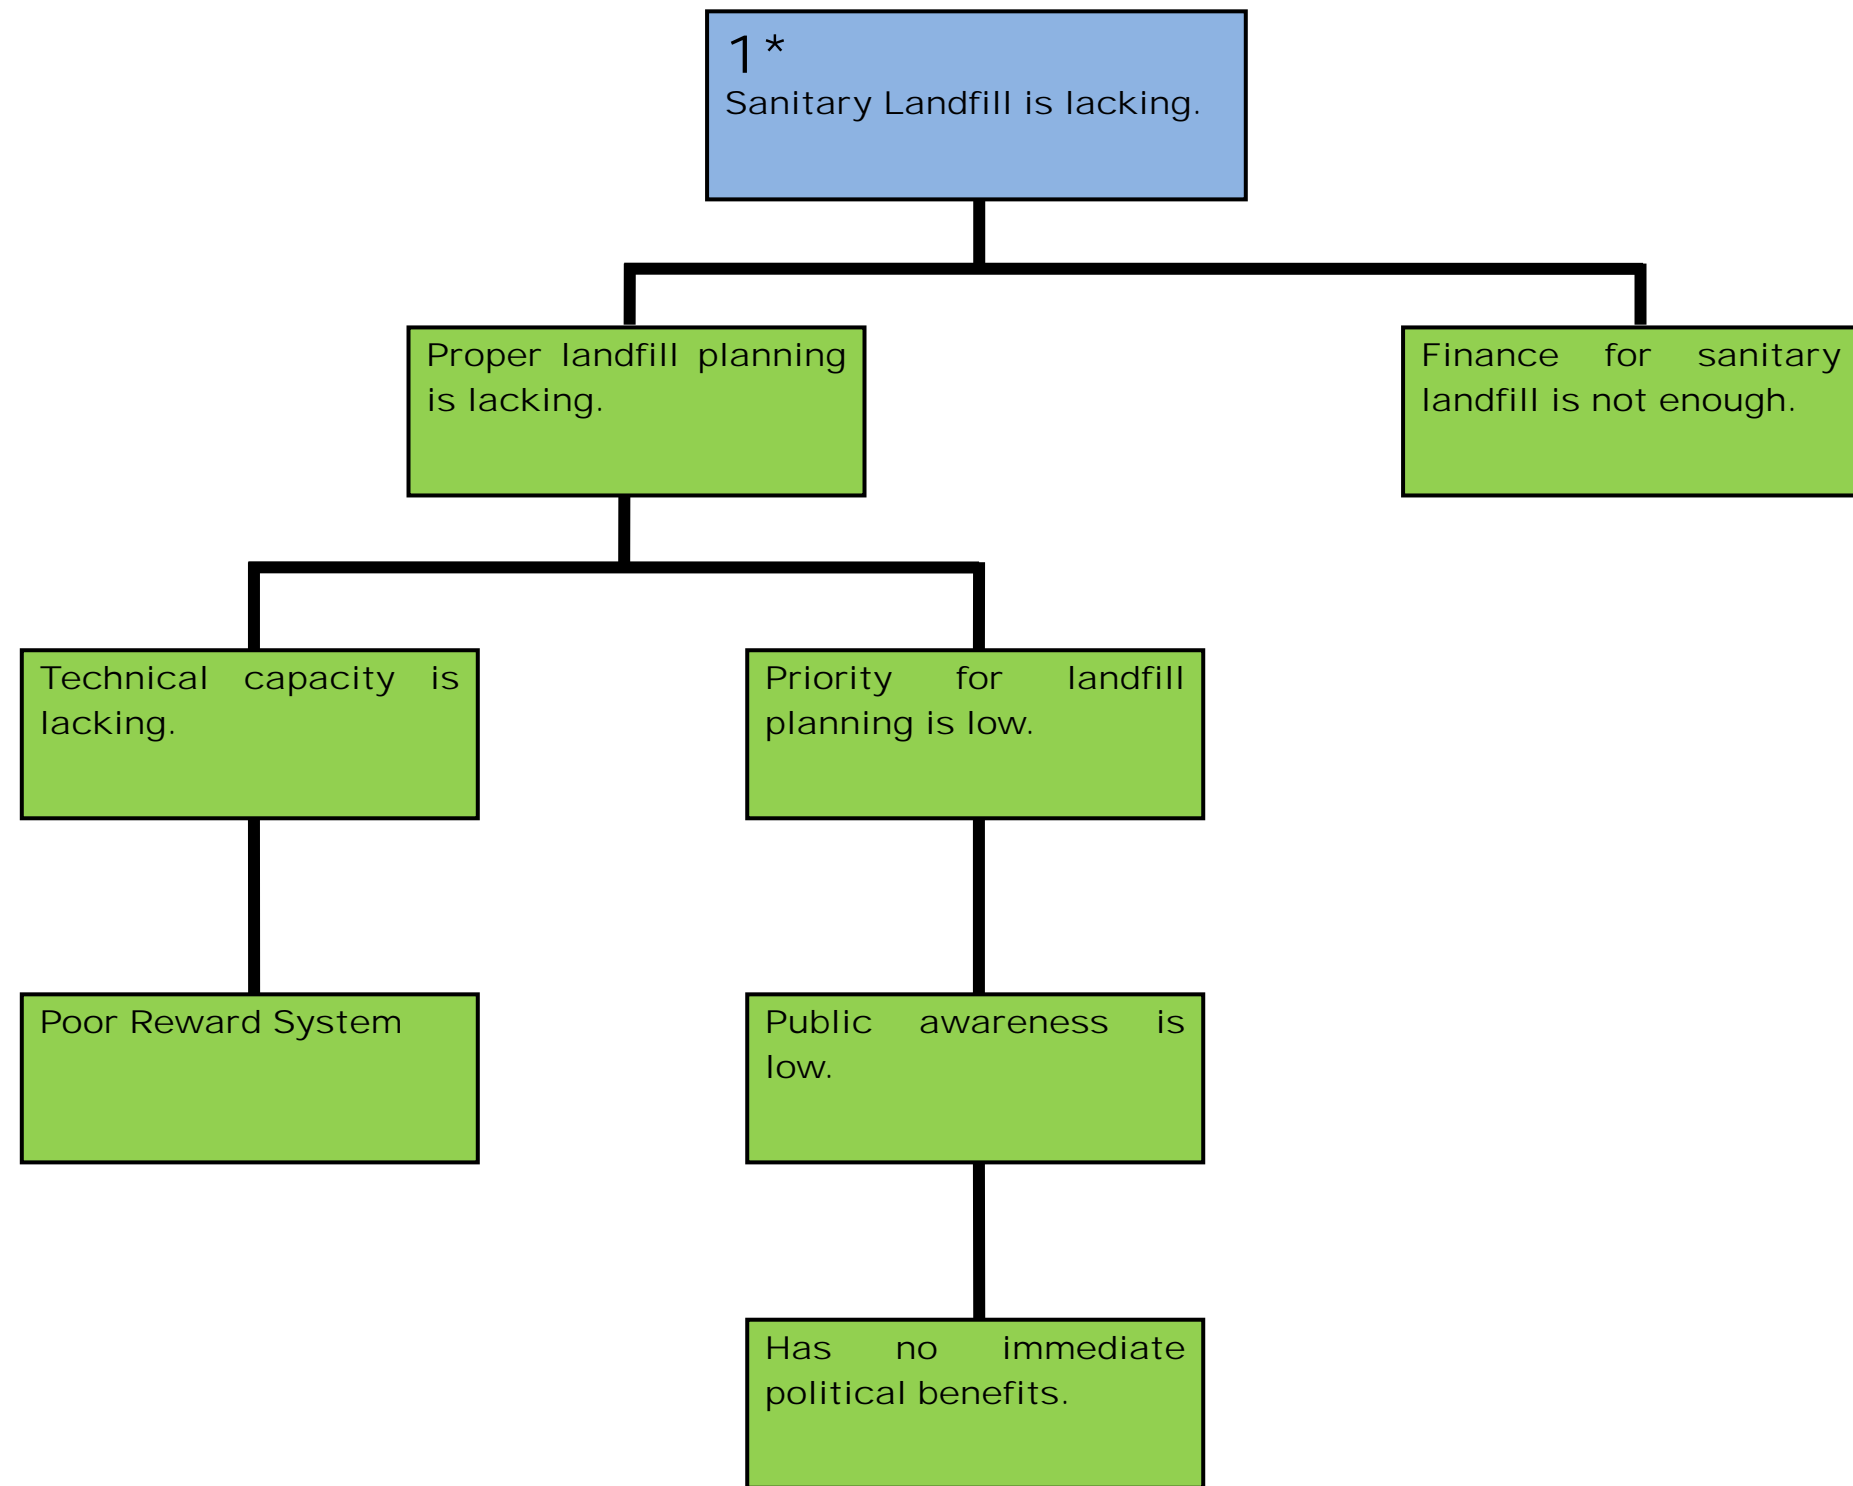 1*
Sanitary Landfill is lacking.
Proper landfill planning
is lacking.
Finance for sanitary
landfill is not enough.
Technical capacity is
lacking.
Priority for landfill
planning is low.
Poor Reward System
Public awareness is
low.
Has no immediate
political benefits.